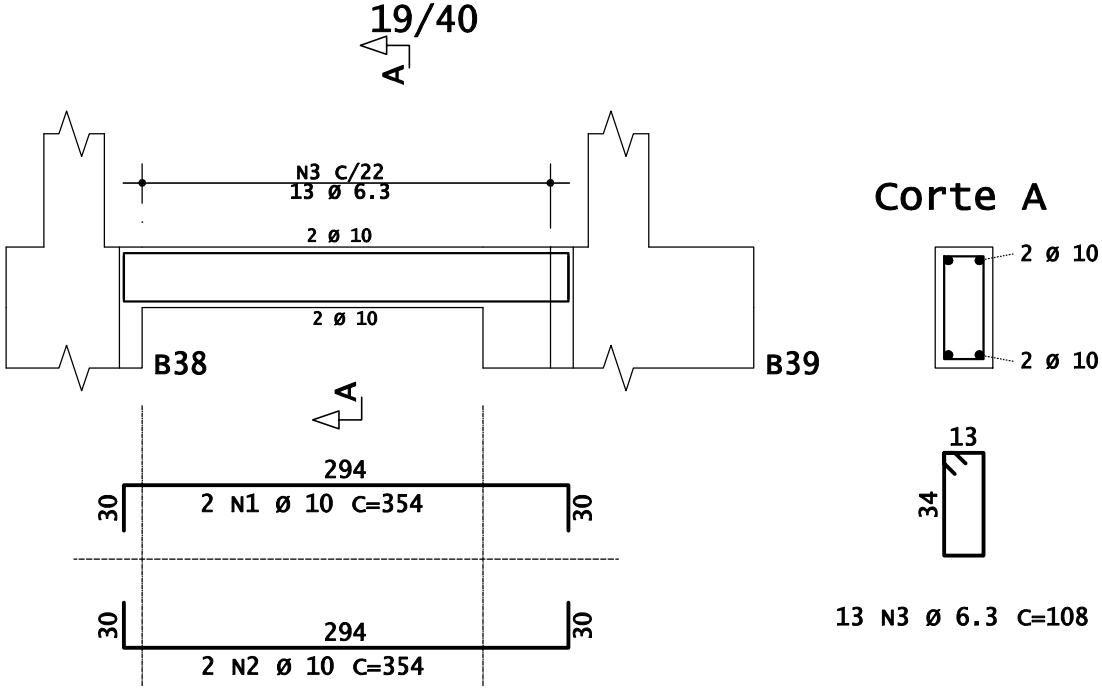 19/40
A
N3 C/22
13 Ø 6.3
2 Ø 10
2 Ø 10
B38
B39
A
294
30
2 N1 Ø 10 C=354
30
30
294
30
2 N2 Ø 10 C=354
Corte A
2 Ø 10
2 Ø 10
13
34
13 N3 Ø 6.3 C=108